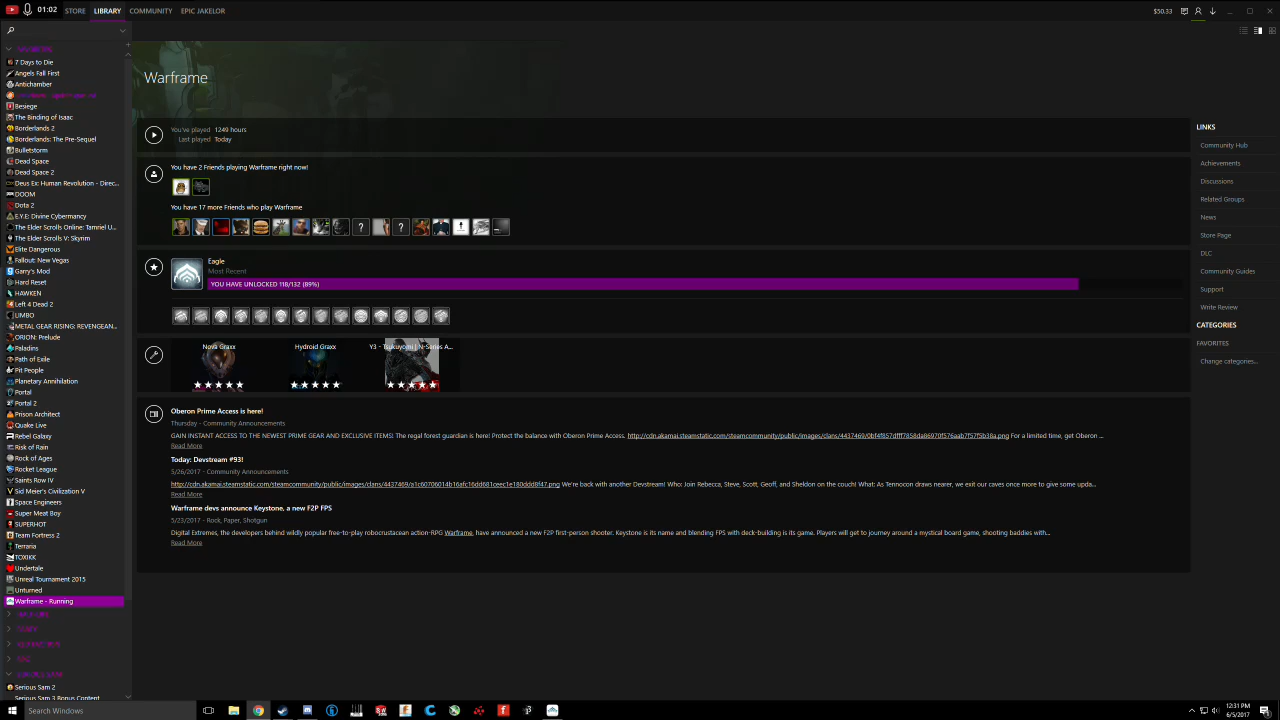 01:02 STORE LIBRARY COMMUNITY EPIC JAKELOR $50.33
7 Days to Die
Angels Fall First
Antichamber
Besiege
The Binding of Isaac
Borderlands 2
Borderlands: The Pre-Sequel
Bulletstorm
Dead Space
Dead Space 2
Deus Ex: Human Revolution - Direc...
DOOM
Dota 2
E.Y.E: Divine Cybermancy
The Elder Scrolls Online: Tamriel U...
The Elder Scrolls V: Skyrim
Elite Dangerous
Fallout: New Vegas
Garry's Mod
Hard Reset
HAWKEN
Left 4 Dead 2
LIMBO
METAL GEAR RISING: REVENGEAN...
ORION: Prelude
Paladins
Path of Exile
Pit People
Planetary Annihilation
Portal
Portal 2
Prison Architect
Quake Live
Rebel Galaxy
Risk of Rain
Rock of Ages
Rocket League
Saints Row IV
Sid Meier's Civilization V
Space Engineers
Super Meat Boy
SUPERHOT
Team Fortress 2
Terraria
TOXIKK
Undertale
Unreal Tournament 2015
Unturned
Warframe - Running
Serious Sam 2
Serious Sam 3 Bonus Content
Warframe
You've played 1249 hours
Last played Today
You have 2 Friends playing Warframe right now!
You have 17 more Friends who play Warframe
Eagle
Most Recent
YOU HAVE UNLOCKED 118/132 (89%)
Nova Graxx Hydroid Graxx Y3 - Tsukuyomi | N-Series A...
Oberon Prime Access is here!
Thursday - Community Announcements
GAIN INSTANT ACCESS TO THE NEWEST PRIME GEAR AND EXCLUSIVE ITEMS! The regal forest guardian is here! Protect the balance with Oberon Prime Access. For a limited time, get Oberon ...
Read More
Today: Devstream #93!
5/26/2017 - Community Announcements
We're back with another Devstream! Who: Join Rebecca, Steve, Scott, Geoff, and Sheldon on the couch! What: As Tennocon draws nearer, we exit our caves once more to give some upda...
Read More
Warframe devs announce Keystone, a new F2P FPS
5/23/2017 - Rock, Paper, Shotgun
Digital Extremes, the developers behind wildly popular free-to-play robocrustacean action-RPG Warframe, have announced a new F2P first-person shooter. Keystone is its name and blending FPS with deck-building is its game. Players will get to journey around a mystical board game, shooting baddies with...
Read More
LINKS
Community Hub
Achievements
Discussions
Related Groups
News
Store Page
DLC
Community Guides
Support
Write Review
CATEGORIES
FAVORITES
Change categories...
Search Windows
12:31 PM
6/5/2017